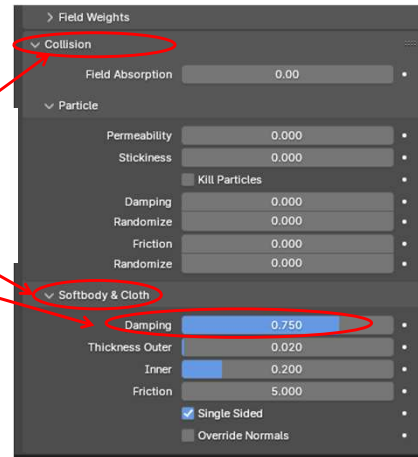 Field Weights
Collision
Field Absorption 0.00
Particle
Permeability 0.000
Stickiness 0.000
Kill Particles
Damping 0.000
Randomize 0.000
Friction 0.000
Randomize 0.000
Softbody & Cloth
Damping 0.750
Thickness Outer 0.020
Inner 0.200
Friction 5.000
Single Sided
Override Normals